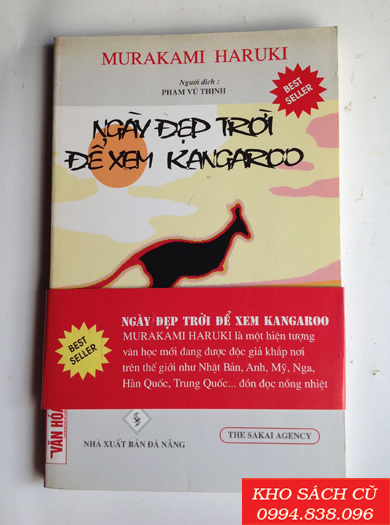 MURAKAMI HARUKI
Người dịch :
PHẠM VŨ THỊNH
BEST
SELLER
NGÀY ĐẸP TRỜI
ĐỂ XEM KANGAROO
NGÀY ĐẸP TRỜI ĐỂ XEM KANGAROO
MURAKAMI HARUKI là một hiện tượng
văn học mới đang được độc giả khắp nơi
trên thế giới như Nhật Bản, Anh, Mỹ, Nga,
Hàn Quốc, Trung Quốc... đón đọc nồng nhiệt
BEST
SELLER
VĂN HÓA
NHÀ XUẤT BẢN ĐÀ NẴNG
THE SAKAI AGENCY
KHO SÁCH CŨ
0994.838.096